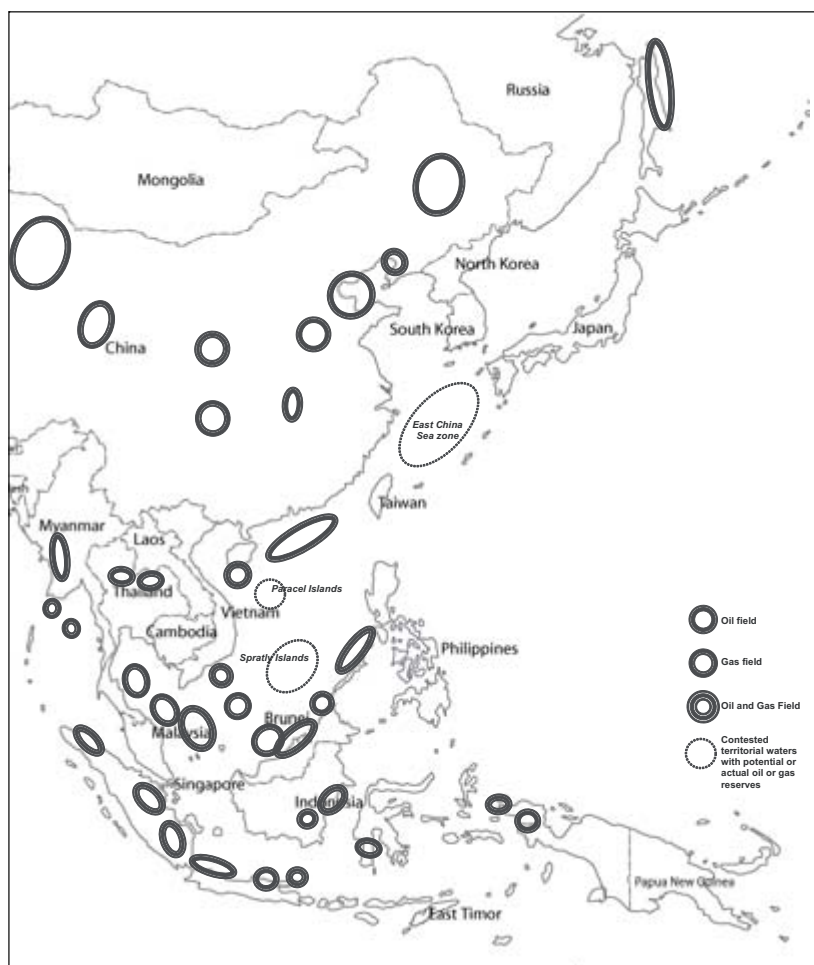 Russia
Mongolia
North Korea
China
South Korea
Japan
East China
Sea zone
Taiwan
Myanmar
Laos
Thailand
Paracel Islands
Vietnam
Cambodia
Spratly Islands
Philippines
Brunei
Malaysia
Singapore
Indonesia
Papua New Guinea
East Timor
Oil field
Gas field
Oil and Gas Field
Contested
territorial waters
with potential or
actual oil or gas
reserves